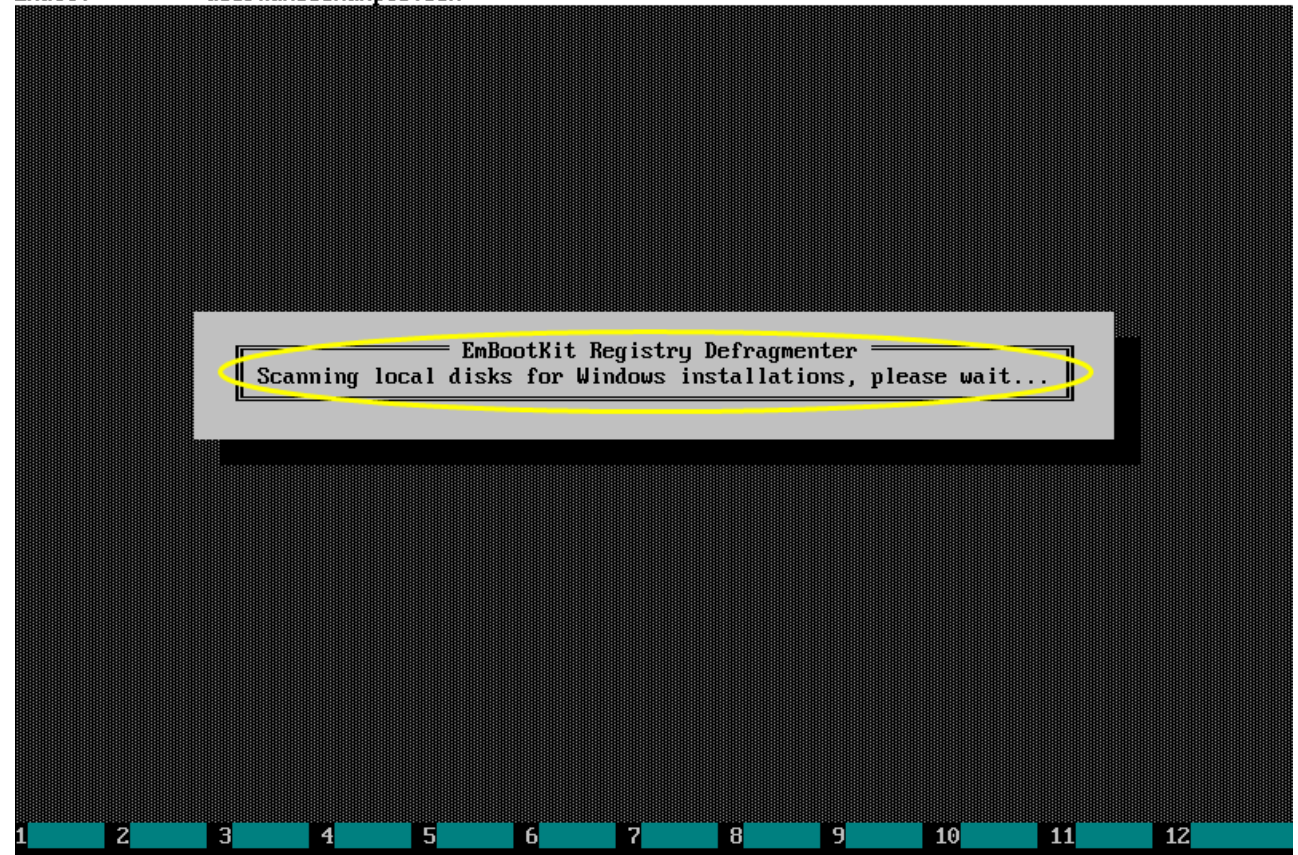 EmBootKit Registry Defragmenter
Scanning local disks for Windows installations, please wait...
1 2 3 4 5 6 7 8 9 10 11 12